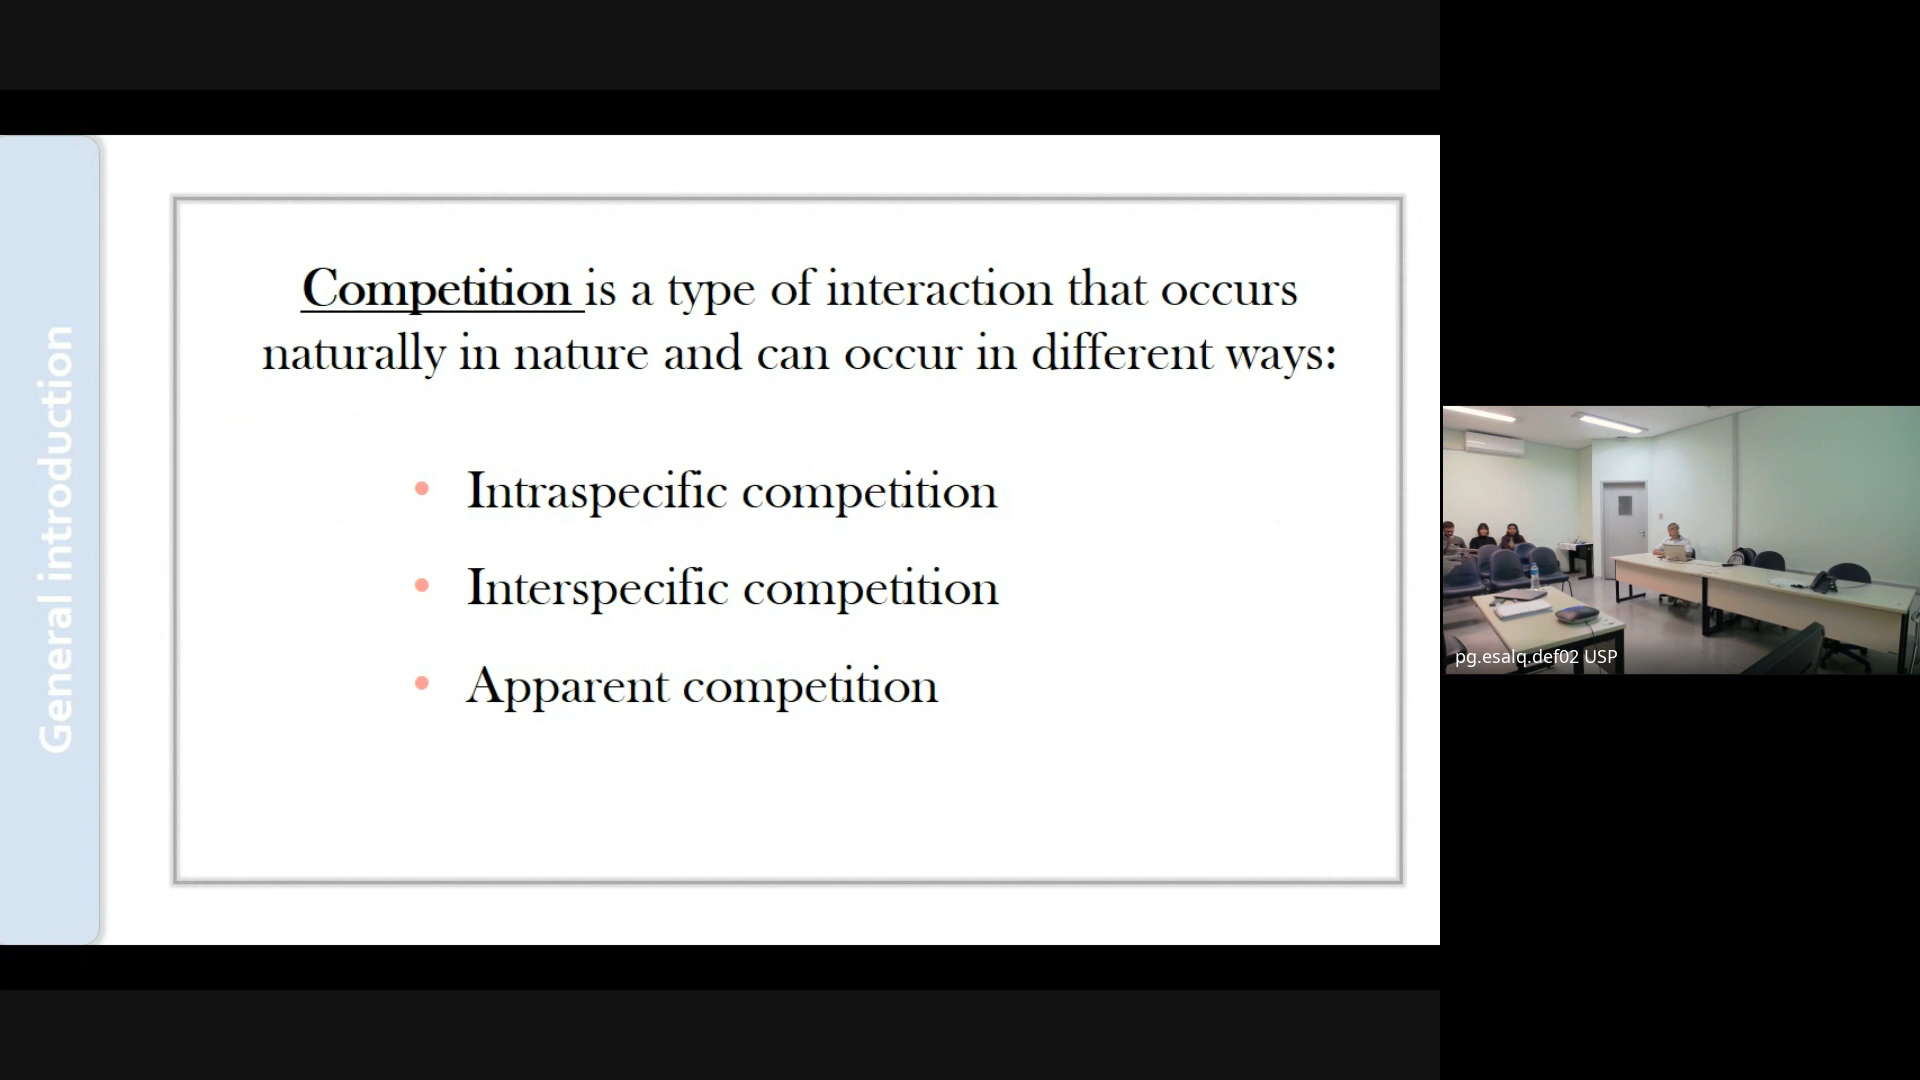 General introduction
Competition is a type of interaction that occurs
naturally in nature and can occur in different ways:
• Intraspecific competition
• Interspecific competition
• Apparent competition
pg.esalq.def02 USP